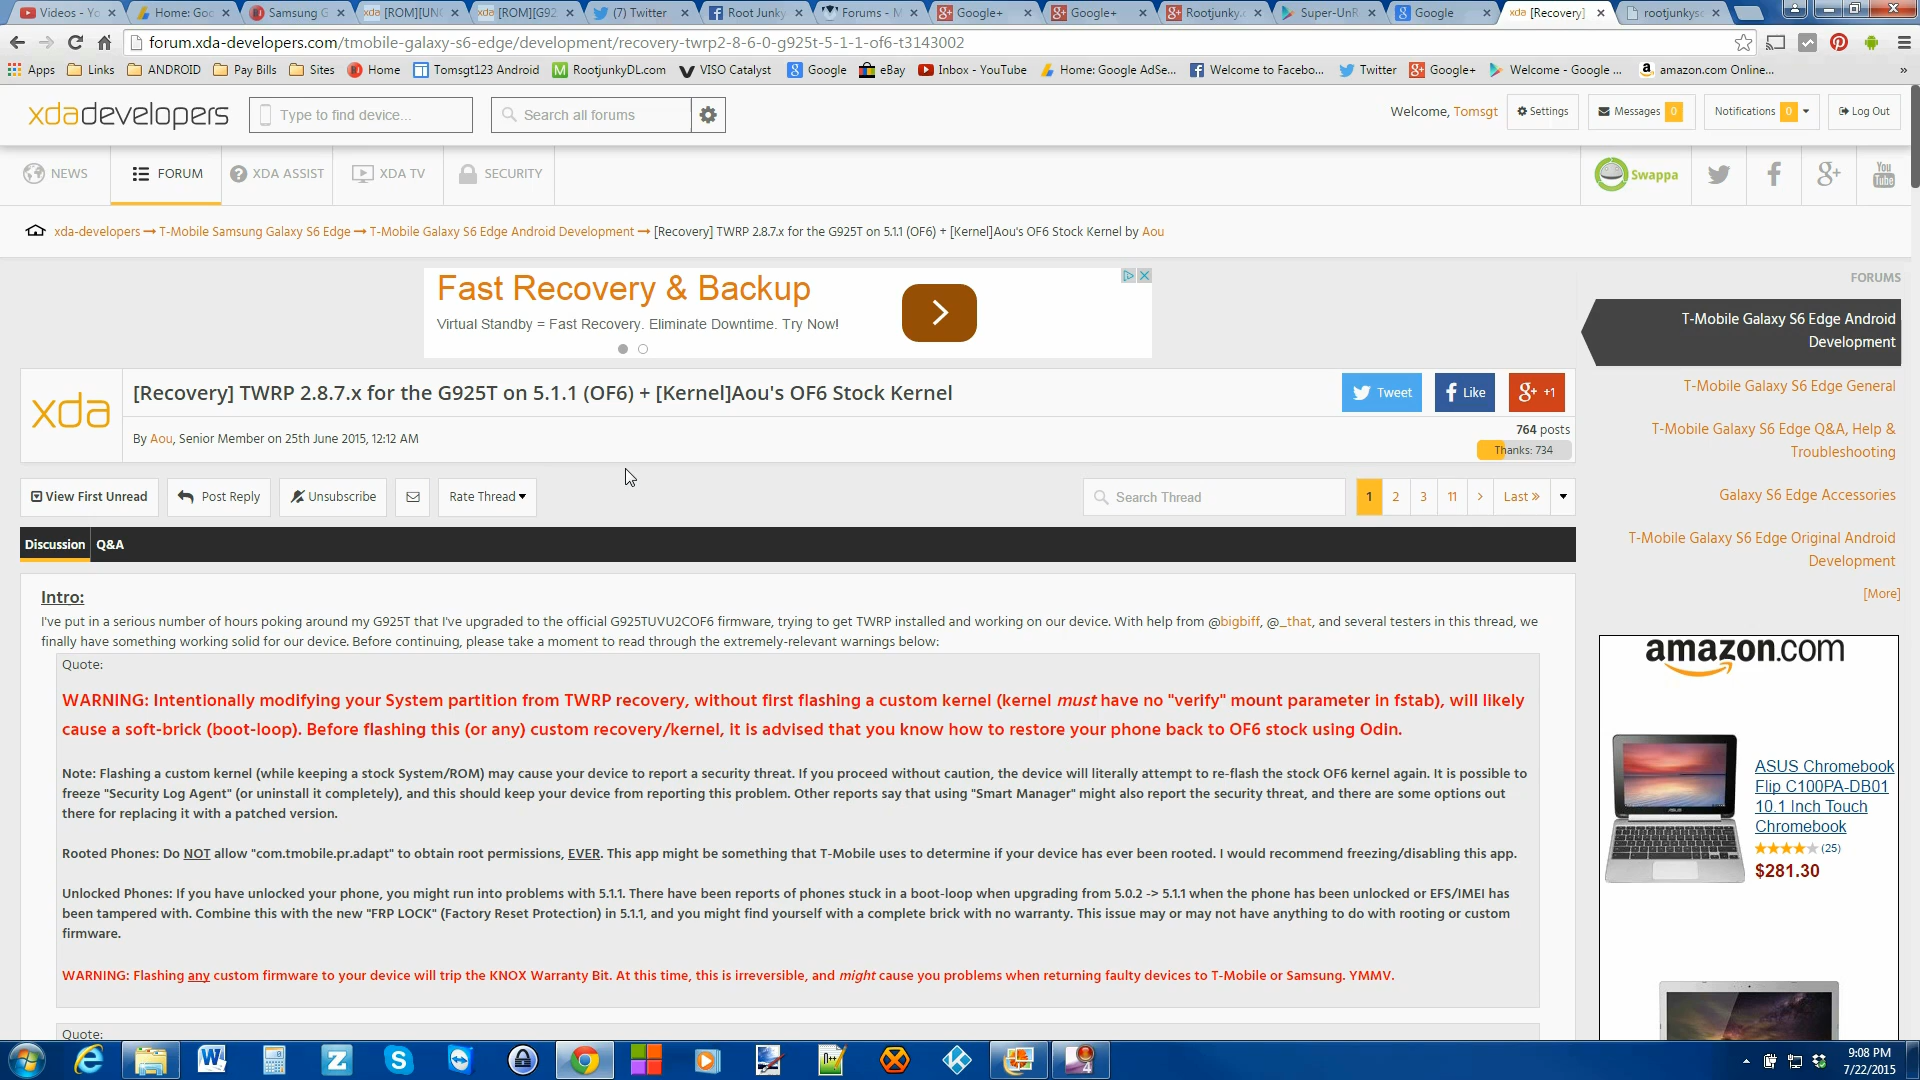 Videos - Yo
Home: Goo
Samsung G
[ROM][UNO
[ROM][G92
(7) Twitter
Root Junky
Forums - M
Google+
Google+
Rootjunky.c
Super-UnR
Google
[Recovery]
rootjunkysc
forum.xda-developers.com/tmobile-galaxy-s6-edge/development/recovery-twrp2-8-6-0-g925t-5-1-1-of6-t3143002
Apps Links ANDROID Pay Bills Sites Home Tomsgt123 Android RootjunkyDL.com VISO Catalyst Google eBay Inbox - YouTube Home: Google AdSe... Welcome to Facebo... Twitter Google+ Welcome - Google ... amazon.com Online... »
xdadevelopers
Type to find device...
Search all forums
Welcome, Tomsgt
Settings
Messages 0
Notifications 0
Log Out
NEWS
FORUM
XDA ASSIST
XDA TV
SECURITY
Swappa
You Tube
xda-developers → T-Mobile Samsung Galaxy S6 Edge → T-Mobile Galaxy S6 Edge Android Development → [Recovery] TWRP 2.8.7.x for the G925T on 5.1.1 (OF6) + [Kernel]Aou's OF6 Stock Kernel by Aou
Fast Recovery & Backup
Virtual Standby = Fast Recovery. Eliminate Downtime. Try Now!
xda
[Recovery] TWRP 2.8.7.x for the G925T on 5.1.1 (OF6) + [Kernel]Aou's OF6 Stock Kernel
Tweet
Like
g+ +1
By Aou, Senior Member on 25th June 2015, 12:12 AM
764 posts
Thanks: 734
View First Unread
Post Reply
Unsubscribe
Rate Thread
Search Thread
1 2 3 11 > Last »
Discussion Q&A
Intro:
I've put in a serious number of hours poking around my G925T that I've upgraded to the official G925TUVU2COF6 firmware, trying to get TWRP installed and working on our device. With help from @bigbiff, @_that, and several testers in this thread, we
finally have something working solid for our device. Before continuing, please take a moment to read through the extremely-relevant warnings below:
Quote:
WARNING: Intentionally modifying your System partition from TWRP recovery, without first flashing a custom kernel (kernel must have no "verify" mount parameter in fstab), will likely
cause a soft-brick (boot-loop). Before flashing this (or any) custom recovery/kernel, it is advised that you know how to restore your phone back to OF6 stock using Odin.
Note: Flashing a custom kernel (while keeping a stock System/ROM) may cause your device to report a security threat. If you proceed without caution, the device will literally attempt to re-flash the stock OF6 kernel again. It is possible to
freeze "Security Log Agent" (or uninstall it completely), and this should keep your device from reporting this problem. Other reports say that using "Smart Manager" might also report the security threat, and there are some options out
there for replacing it with a patched version.
Rooted Phones: Do NOT allow "com.tmobile.pr.adapt" to obtain root permissions, EVER. This app might be something that T-Mobile uses to determine if your device has ever been rooted. I would recommend freezing/disabling this app.
Unlocked Phones: If you have unlocked your phone, you might run into problems with 5.1.1. There have been reports of phones stuck in a boot-loop when upgrading from 5.0.2 -> 5.1.1 when the phone has been unlocked or EFS/IMEI has
been tampered with. Combine this with the new "FRP LOCK" (Factory Reset Protection) in 5.1.1, and you might find yourself with a complete brick with no warranty. This issue may or may not have anything to do with rooting or custom
firmware.
WARNING: Flashing any custom firmware to your device will trip the KNOX Warranty Bit. At this time, this is irreversible, and might cause you problems when returning faulty devices to T-Mobile or Samsung. YMMV.
Quote:
FORUMS
T-Mobile Galaxy S6 Edge Android
Development
T-Mobile Galaxy S6 Edge General
T-Mobile Galaxy S6 Edge Q&A, Help &
Troubleshooting
Galaxy S6 Edge Accessories
T-Mobile Galaxy S6 Edge Original Android
Development
[More]
amazon.com
ASUS Chromebook
Flip C100PA-DB01
10.1 Inch Touch
Chromebook
(25)
$281.30
9:08 PM
7/22/2015